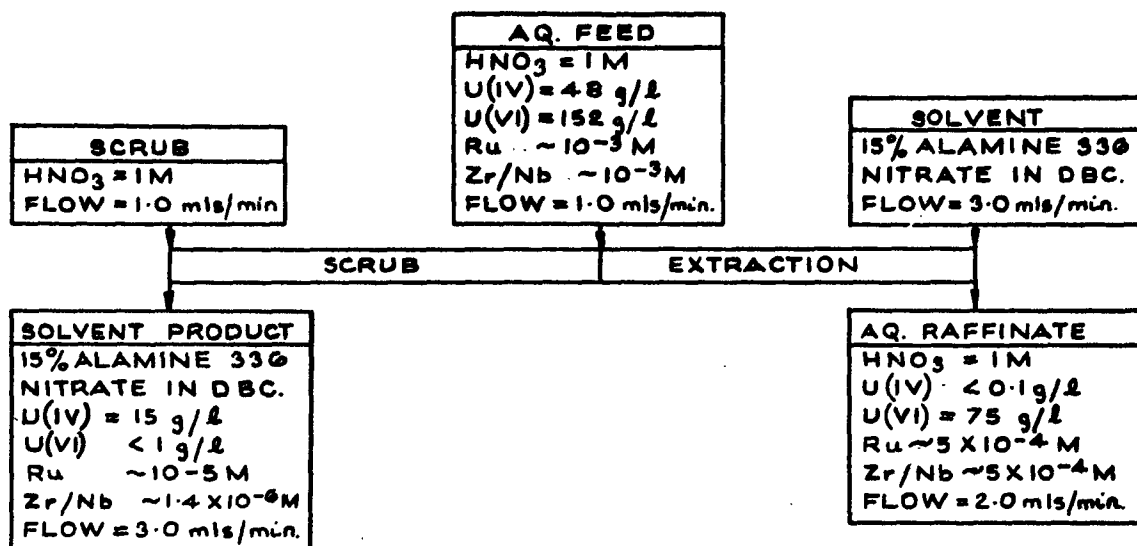 AQ. FEED
HNO3 = 1 M
U(IV) = 48 g/l
U(VI) = 152 g/l
Ru ~ 10-3 M
Zr/Nb ~ 10-3 M
FLOW = 1.0 mls/min.
SCRUB
HNO3 = 1M
FLOW = 1.0 mls/min
SOLVENT
15% ALAMINE 336
NITRATE IN DBC.
FLOW = 3.0 mls/min.
SCRUB
EXTRACTION
SOLVENT PRODUCT
15% ALAMINE 336
NITRATE IN DBC.
U(IV) = 15 g/l
U(VI) < 1 g/l
Ru ~10-5 M
Zr/Nb ~1.4 X10-6 M
FLOW = 3.0 mls/min.
AQ. RAFFINATE
HNO3 = 1M
U(IV) < 0.1 g/l
U(VI) = 75 g/l
Ru ~ 5 X10-4 M
Zr/Nb ~ 5 X10-4 M
FLOW = 2.0 mls/min.